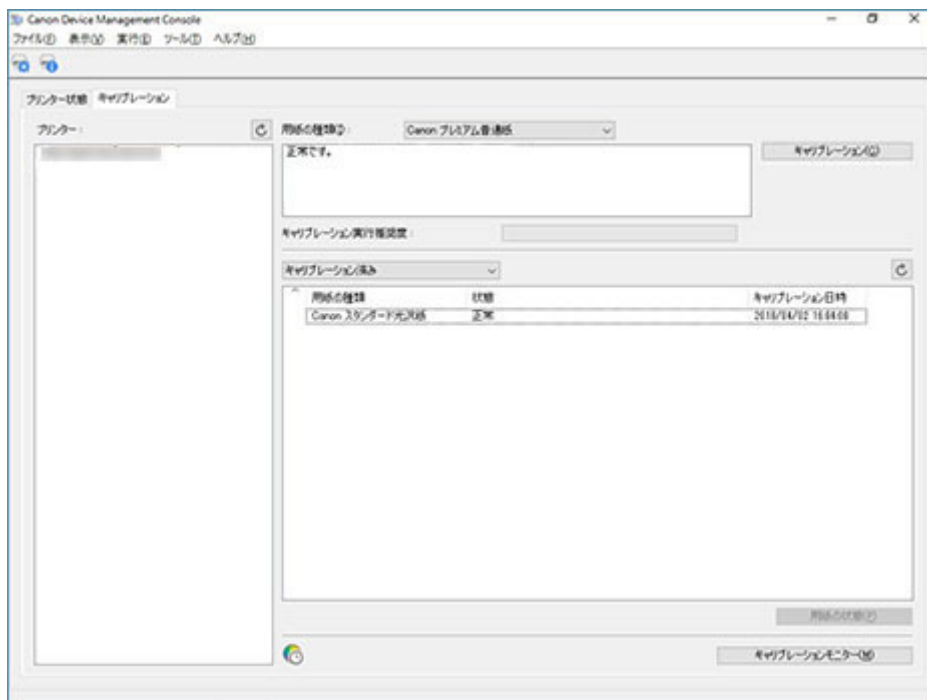 Canon Device Management Console
ファイル(F) 表示(V) 実行(E) ツール(T) ヘルプ(H)
プリンター状態 キャリブレーション
プリンター:
用紙の種類(I): Canon プレミアム普通紙
正常です。
キャリブレーション(C)
キャリブレーション実行推奨度:
キャリブレーション済み
用紙の種類 状態 キャリブレーション日時
Canon スタンダード光沢紙 正常
用紙の状態(P)
キャリブレーションモニター(M)